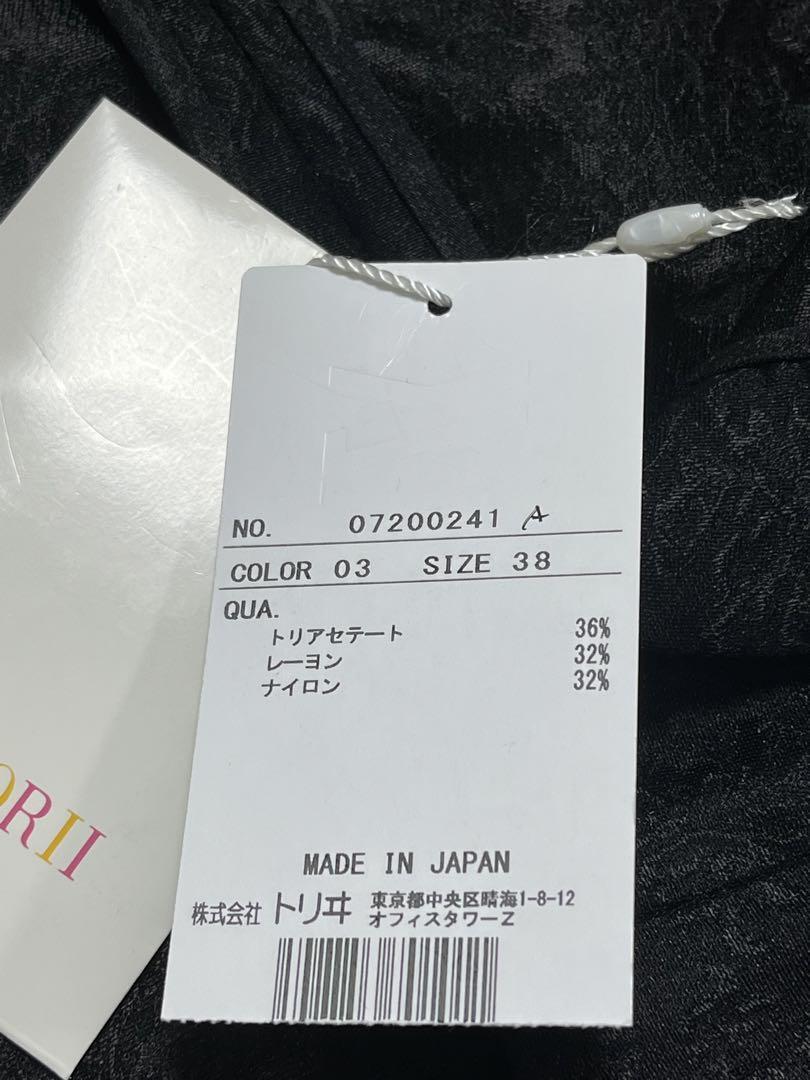 NO. 07200241 A
COLOR 03 SIZE 38
QUA.
トリアセテート 36%
レーヨン 32%
ナイロン 32%
ORII
MADE IN JAPAN
株式会社 トリヰ 東京都中央区晴海1-8-12
オフィスタワーZ